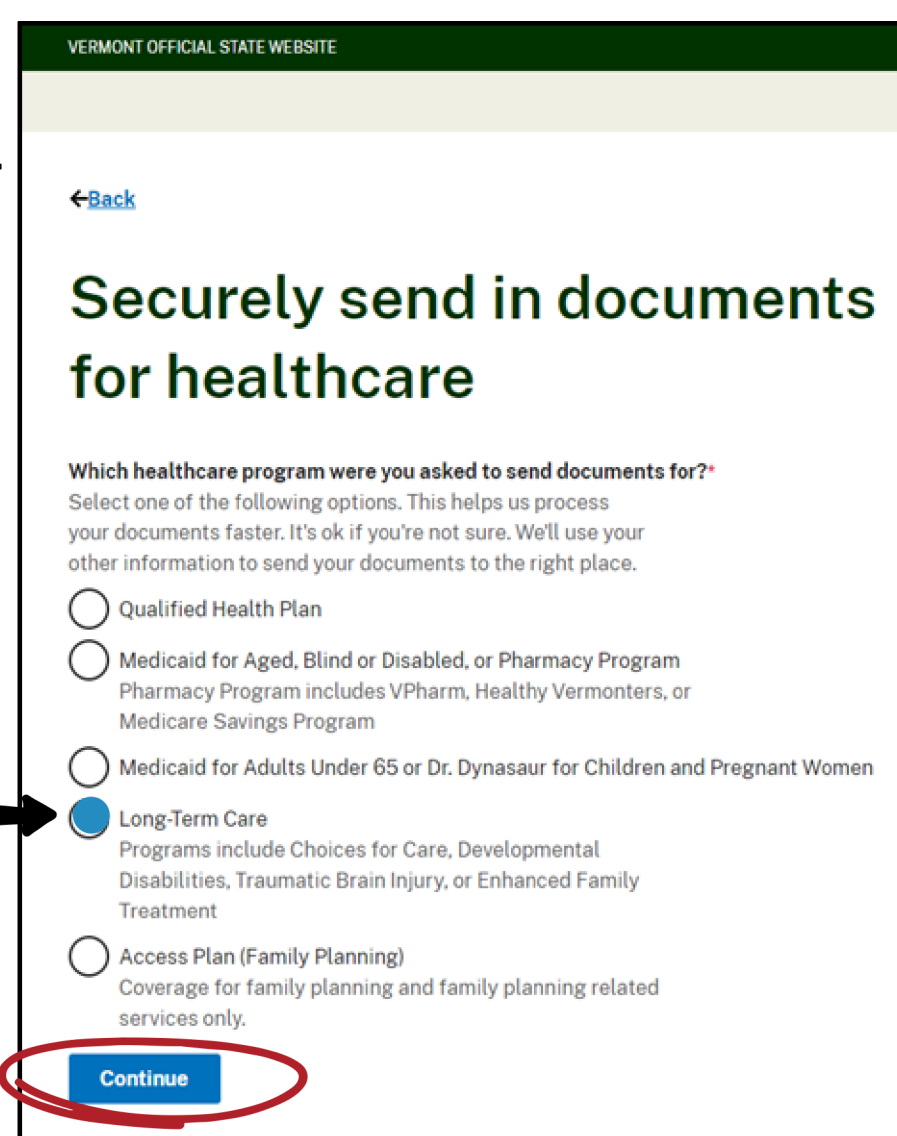 VERMONT OFFICIAL STATE WEBSITE
←Back
Securely send in documents
for healthcare
Which healthcare program were you asked to send documents for?*
Select one of the following options. This helps us process
your documents faster. It's ok if you're not sure. We'll use your
other information to send your documents to the right place.
Qualified Health Plan
Medicaid for Aged, Blind or Disabled, or Pharmacy Program
Pharmacy Program includes VPharm, Healthy Vermonters, or
Medicare Savings Program
Medicaid for Adults Under 65 or Dr. Dynasaur for Children and Pregnant Women
Long-Term Care
Programs include Choices for Care, Developmental
Disabilities, Traumatic Brain Injury, or Enhanced Family
Treatment
Access Plan (Family Planning)
Coverage for family planning and family planning related
services only.
Continue